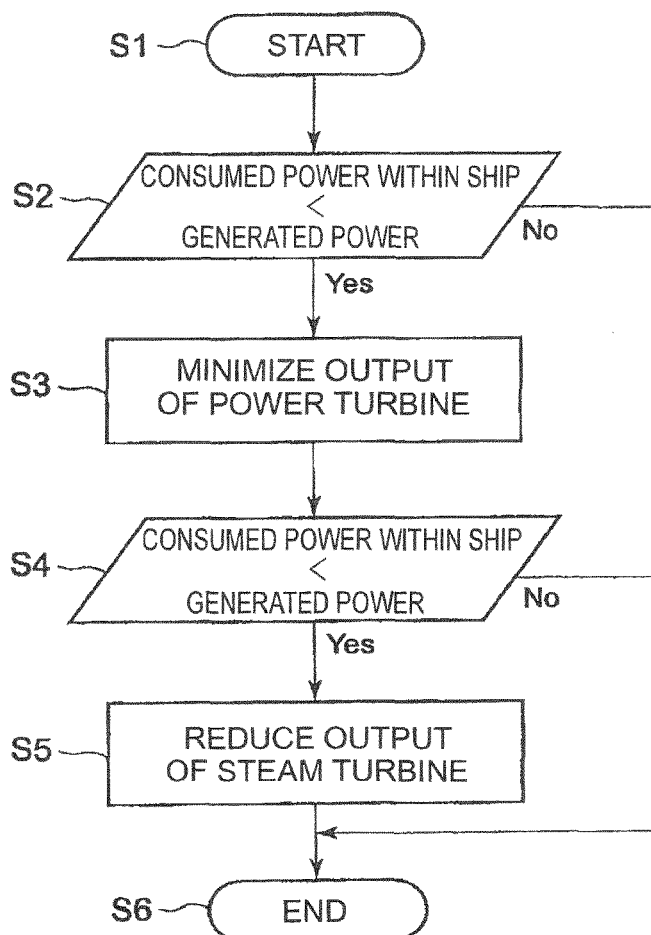 S1
START
S2
CONSUMED POWER WITHIN SHIP
<
GENERATED POWER
No
Yes
S3
MINIMIZE OUTPUT
OF POWER TURBINE
S4
CONSUMED POWER WITHIN SHIP
<
GENERATED POWER
No
Yes
S5
REDUCE OUTPUT
OF STEAM TURBINE
S6
END